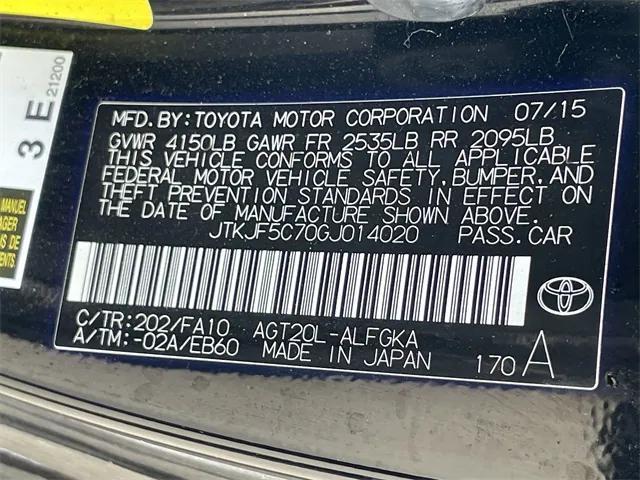 MFD.BY:TOYOTA MOTOR CORPORATION 07/15
GVWR 4150LB GAWR FR 2535LB RR 2095LB
THIS VEHICLE CONFORMS TO ALL APPLICABLE
FEDERAL MOTOR VEHICLE SAFETY,BUMPER,AND
THEFT PREVENTION STANDARDS IN EFFECT ON
THE DATE OF MANUFACTURE SHOWN ABOVE.
JTKJF5C70GJ014020 PASS.CAR
C/TR:202/FA10 AGT20L-ALFGKA
A/TM:-02A/EB60 MADE IN JAPAN 170 A
3 E 21200
MANUAL